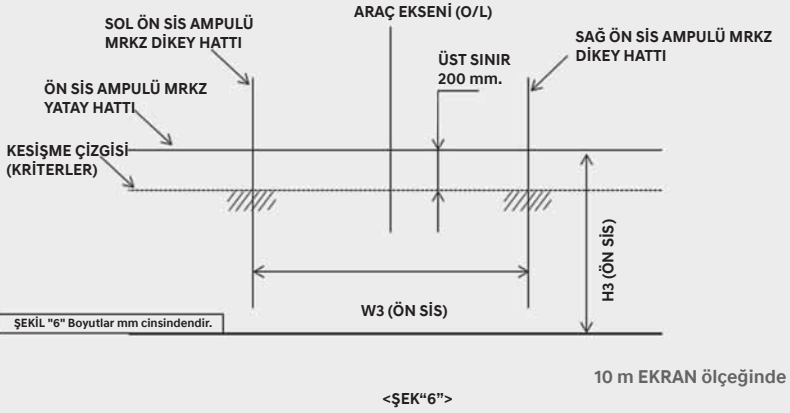 ARAÇ EKSENİ (O/L)
SOL ÖN SİS AMPULÜ
MRKZ DİKEY HATTI
SAĞ ÖN SİS AMPULÜ MRKZ
DİKEY HATTI
ÜST SINIR
200 mm.
ÖN SİS AMPULÜ MRKZ
YATAY HATTI
KESİŞME ÇİZGİSİ
(KRİTERLER)
H3 (ÖN SİS)
W3 (ÖN SİS)
ŞEKİL "6" Boyutlar mm cinsindendir.
10 m EKRAN ölçeğinde
<ŞEK“6”>